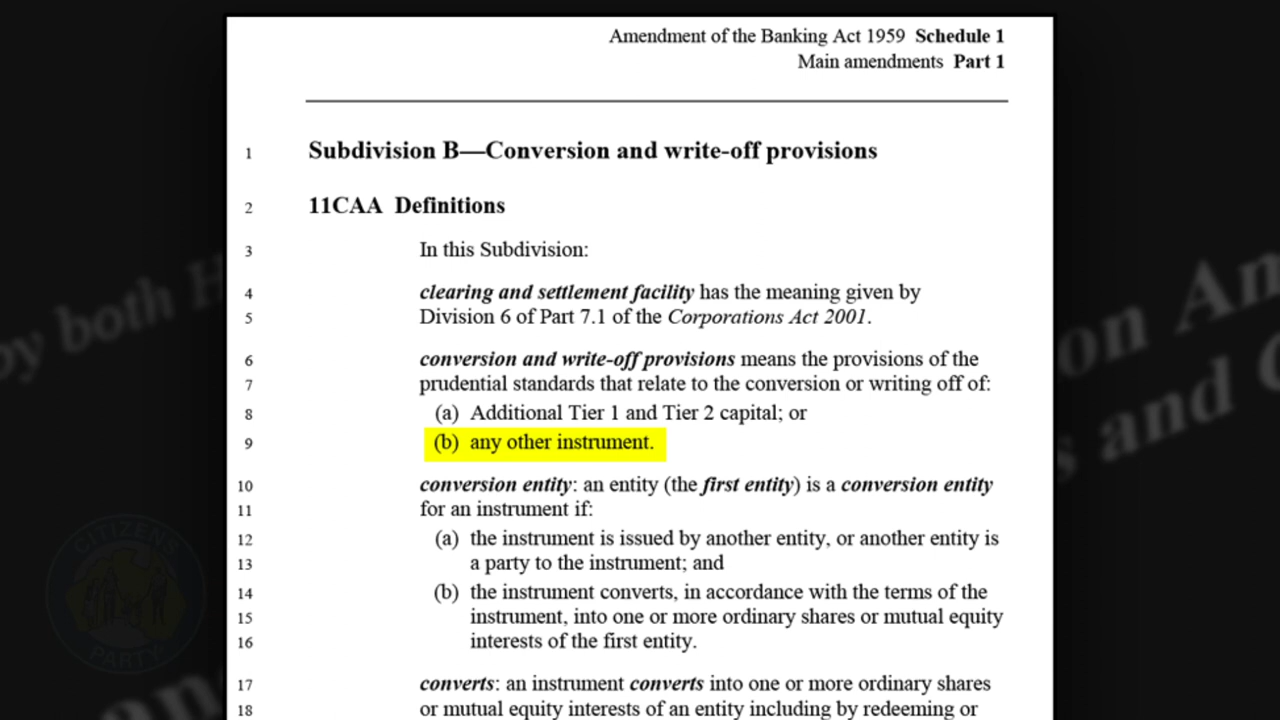 Amendment of the Banking Act 1959 Schedule 1
Main amendments Part 1
1 Subdivision B—Conversion and write-off provisions
2 11CAA Definitions
3 In this Subdivision:
4 clearing and settlement facility has the meaning given by
5 Division 6 of Part 7.1 of the Corporations Act 2001.
6 conversion and write-off provisions means the provisions of the
7 prudential standards that relate to the conversion or writing off of:
8 (a) Additional Tier 1 and Tier 2 capital; or
9 (b) any other instrument.
10 conversion entity: an entity (the first entity) is a conversion entity
11 for an instrument if:
12 (a) the instrument is issued by another entity, or another entity is
13 a party to the instrument; and
14 (b) the instrument converts, in accordance with the terms of the
15 instrument, into one or more ordinary shares or mutual equity
16 interests of the first entity.
17 converts: an instrument converts into one or more ordinary shares
18 or mutual equity interests of an entity including by redeeming or
by both
and
CITIZENS
PARTY